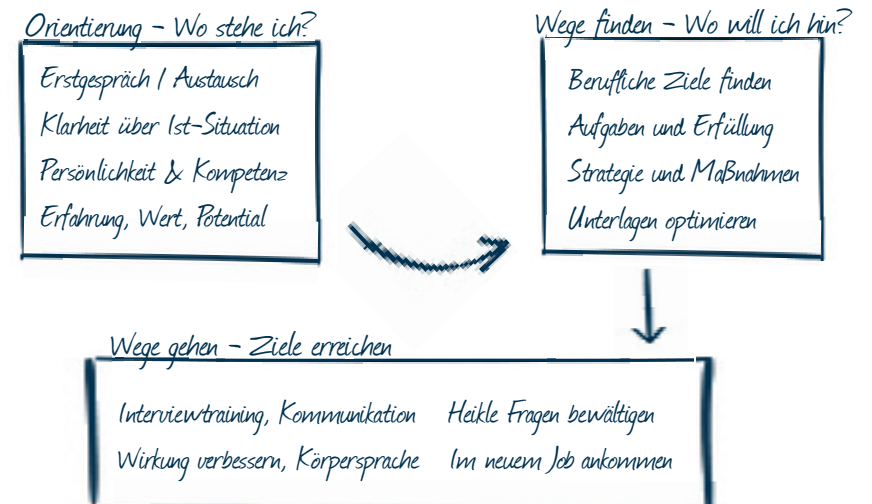 Orientierung - Wo stehe ich?
Erstgespräch / Austausch
Klarheit über Ist-Situation
Persönlichkeit & Kompetenz
Erfahrung, Wert, Potential
Wege finden - Wo will ich hin?
Berufliche Ziele finden
Aufgaben und Erfüllung
Strategie und Maßnahmen
Unterlagen optimieren
Wege gehen - Ziele erreichen
Interviewtraining, Kommunikation
Heikle Fragen bewältigen
Wirkung verbessern, Körpersprache
Im neuem Job ankommen